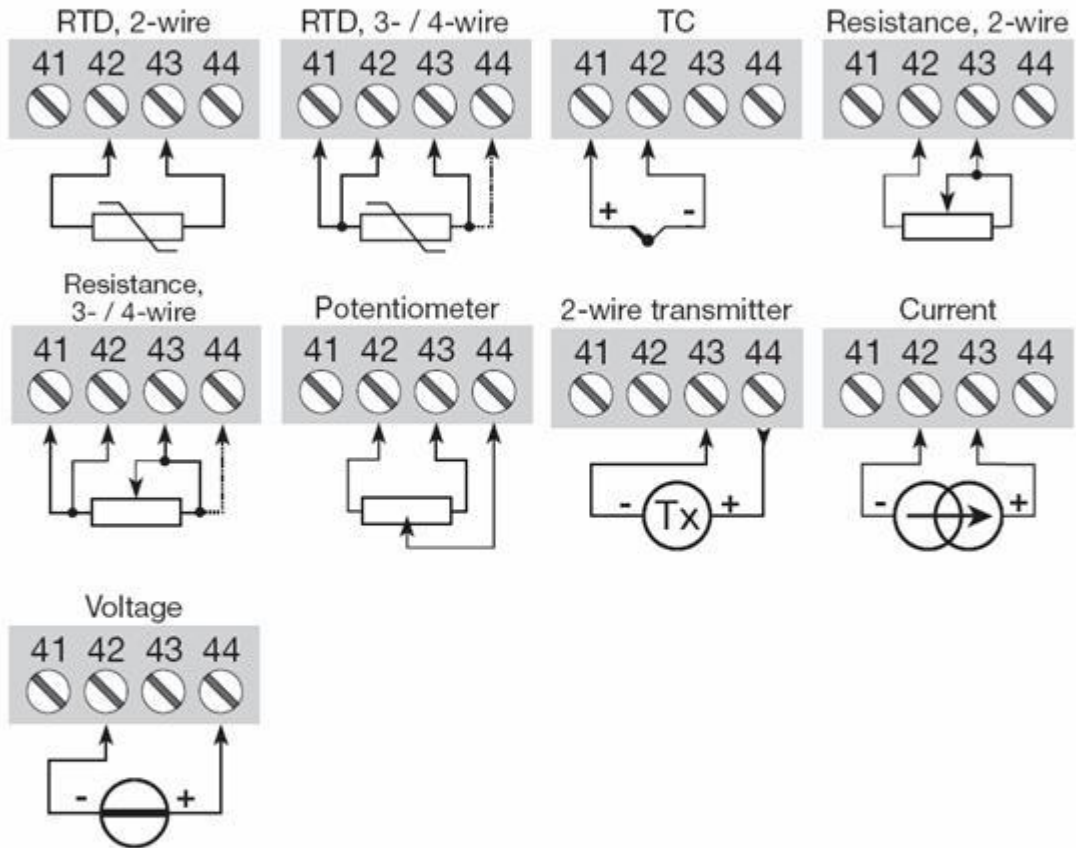 RTD, 2-wire
41 42 43 44
RTD, 3- / 4-wire
41 42 43 44
TC
41 42 43 44
+ -
Resistance, 2-wire
41 42 43 44
Resistance,
3- / 4-wire
41 42 43 44
Potentiometer
41 42 43 44
2-wire transmitter
41 42 43 44
- Tx +
Current
41 42 43 44
- +
Voltage
41 42 43 44
- +